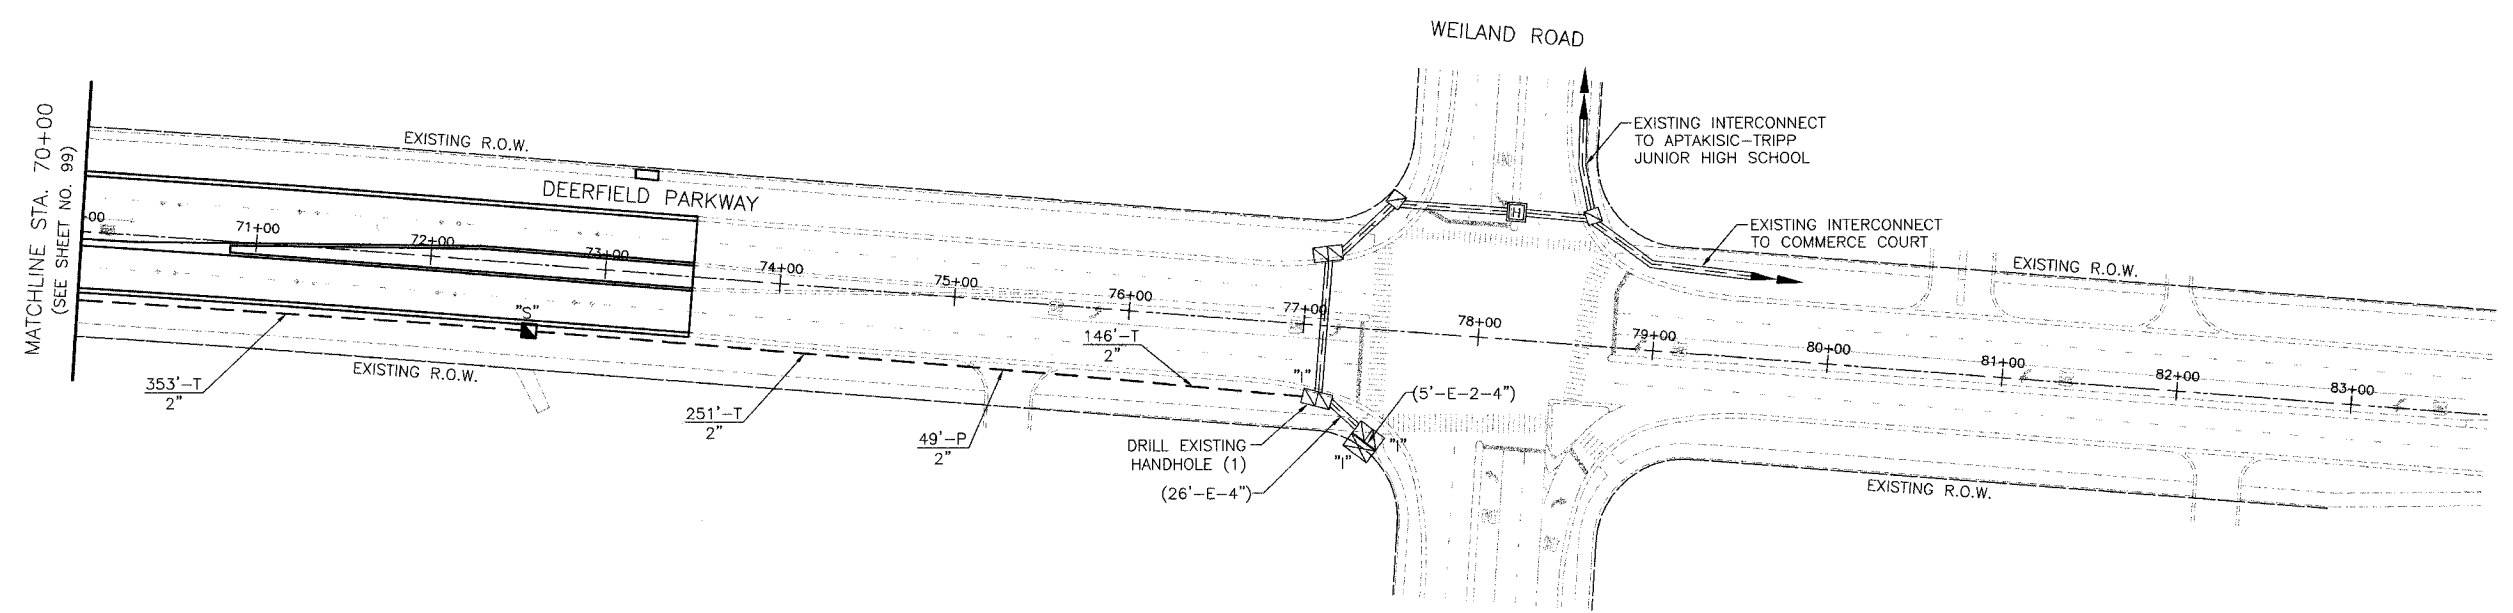 WEILAND ROAD
MATCHLINE STA. 70+00
(SEE SHEET NO. 99)
EXISTING R.O.W.
DEERFIELD PARKWAY
EXISTING INTERCONNECT
TO APTAKISIC-TRIPP
JUNIOR HIGH SCHOOL
EXISTING INTERCONNECT
TO COMMERCE COURT
EXISTING R.O.W.
H
00
71+00
72+00
73+00
74+00
75+00
76+00
77+00
78+00
79+00
80+00
81+00
82+00
83+00
"S"
353'-T
2"
EXISTING R.O.W.
251'-T
2"
49'-P
2"
146'-T
2"
"I"
(5'-E-2-4")
"I"
"I"
DRILL EXISTING
HANDHOLE (1)
(26'-E-4")
EXISTING R.O.W.